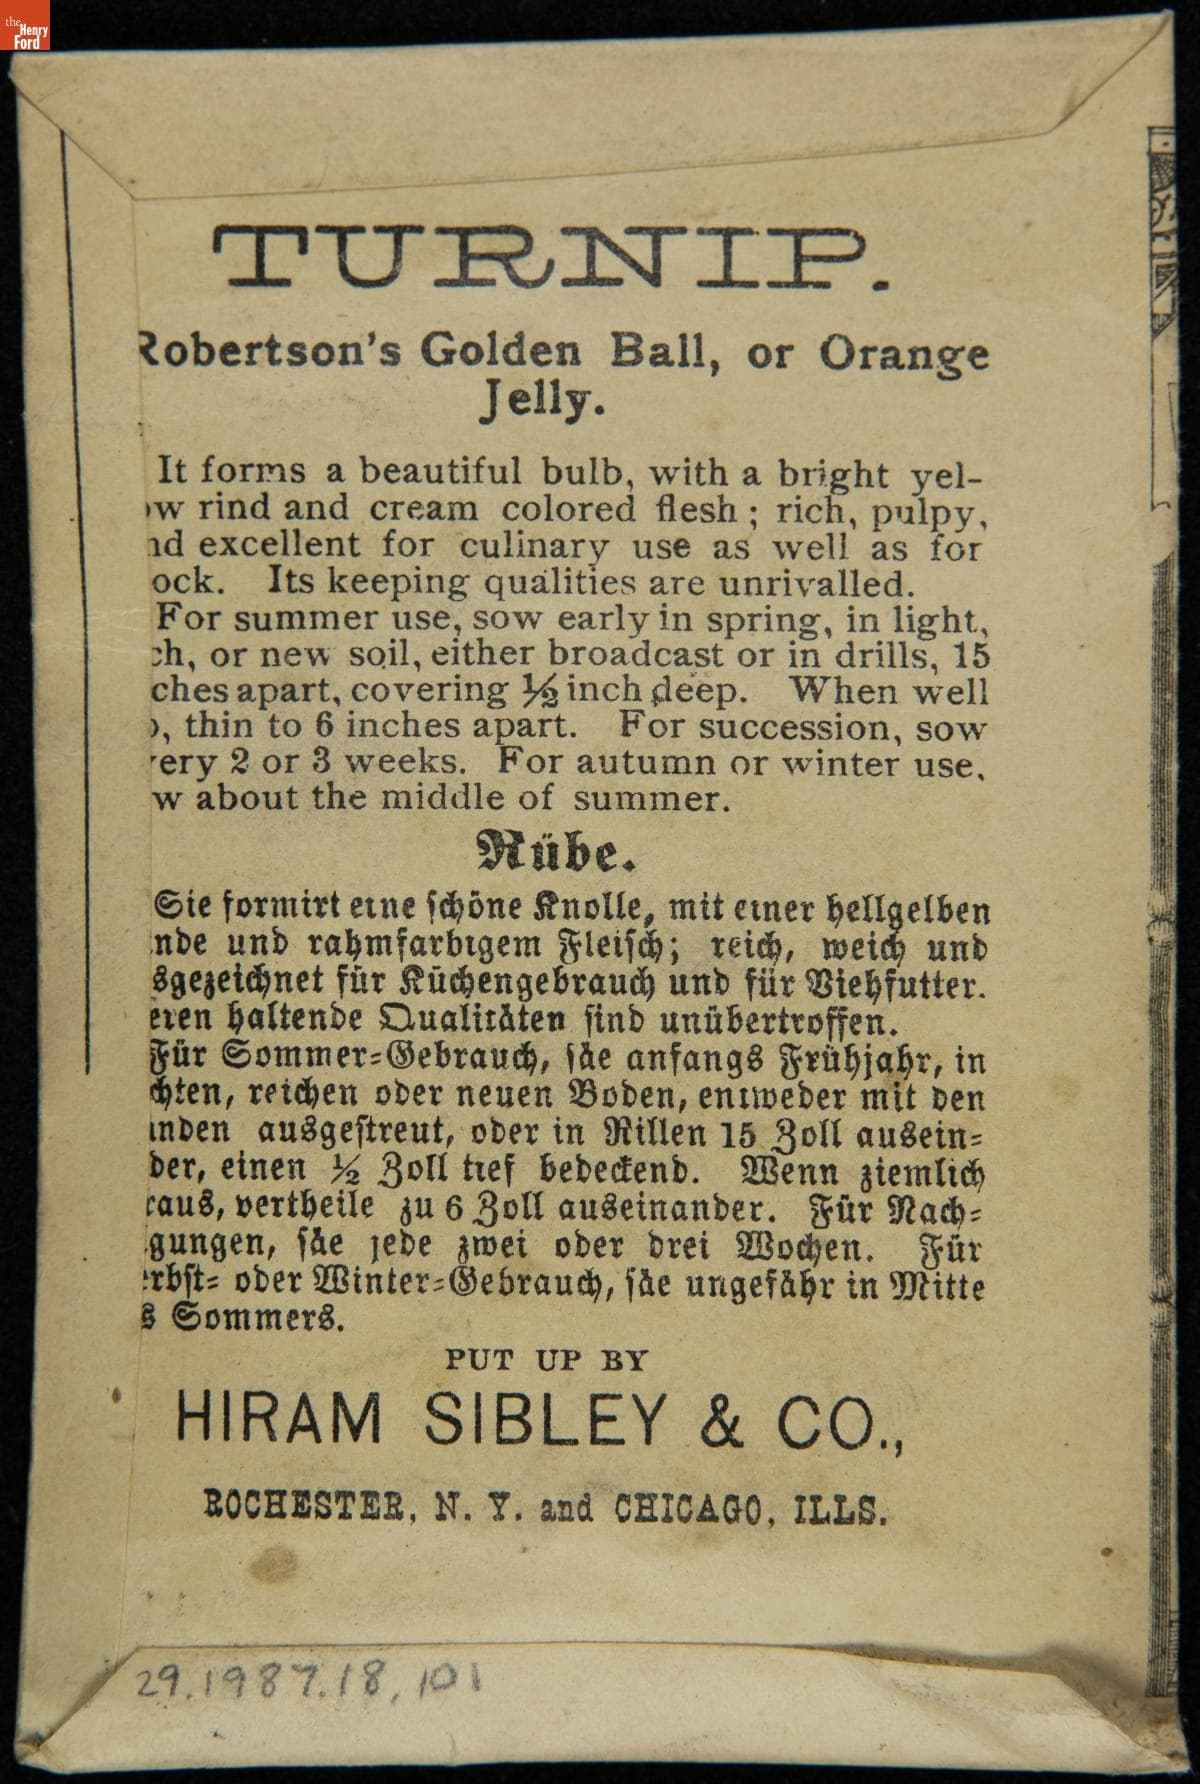 the
Henry
Ford
TURNIP.
Robertson's Golden Ball, or Orange
Jelly.
It forms a beautiful bulb, with a bright yel-
ow rind and cream colored flesh; rich, pulpy,
nd excellent for culinary use as well as for
ock. Its keeping qualities are unrivalled.
For summer use, sow early in spring, in light,
ch, or new soil, either broadcast or in drills, 15
ches apart, covering ½ inch deep. When well
, thin to 6 inches apart. For succession, sow
ery 2 or 3 weeks. For autumn or winter use,
w about the middle of summer.
Rübe.
Sie formirt eine schöne Knolle, mit einer hellgelben
nde und rahmfarbigem Fleisch; reich, weich und
sgezeichnet für Küchengebrauch und für Viehfutter.
eren haltende Qualitäten sind unübertroffen.
Für Sommer-Gebrauch, säe anfangs Frühjahr, in
chten, reichen oder neuen Boden, entweder mit den
nden ausgestreut, oder in Rillen 15 Zoll ausein-
der, einen ½ Zoll tief bedeckend. Wenn ziemlich
raus, vertheile zu 6 Zoll auseinander. Für Nach-
gungen, säe jede zwei oder drei Wochen. Für
erbst- oder Winter-Gebrauch, säe ungefähr in Mitte
s Sommers.
PUT UP BY
HIRAM SIBLEY & CO.,
ROCHESTER, N. Y. and CHICAGO, ILLS.
29.1987.18.101